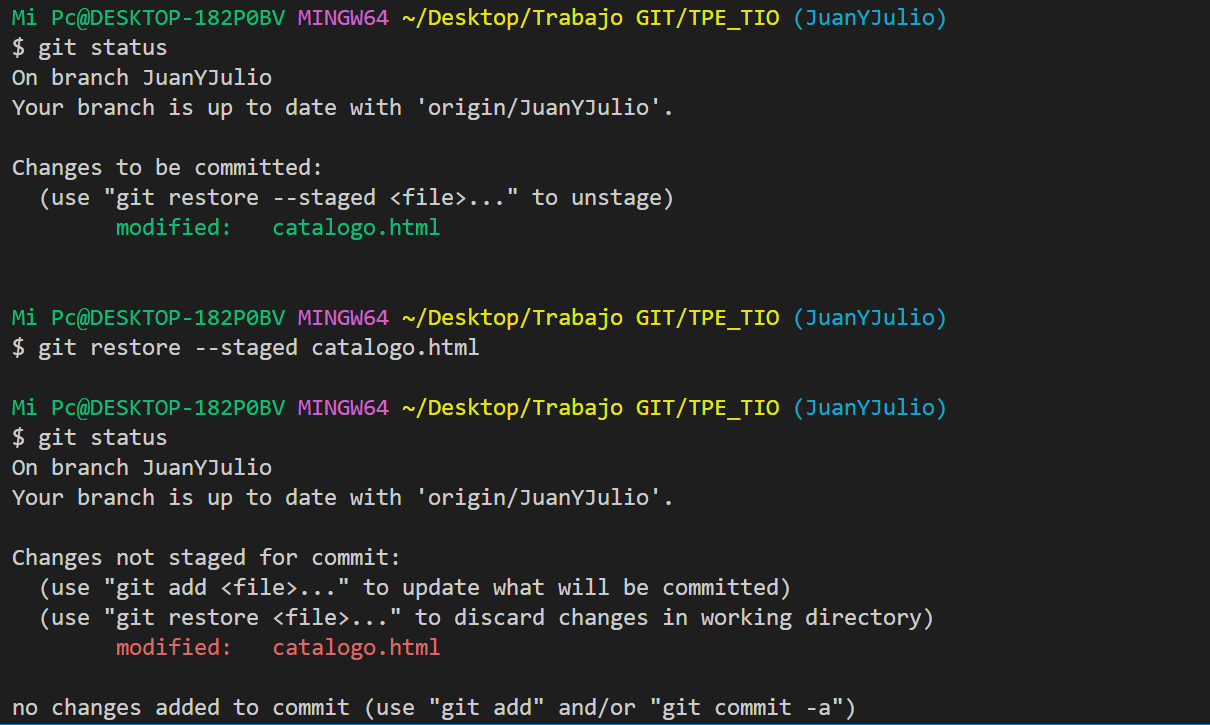 Mi Pc@DESKTOP-182P0BV MINGW64 ~/Desktop/Trabajo GIT/TPE_TIO (JuanYJulio)
$ git status
On branch JuanYJulio
Your branch is up to date with 'origin/JuanYJulio'.
Changes to be committed:
  (use "git restore --staged <file>..." to unstage)
        modified:   catalogo.html
Mi Pc@DESKTOP-182P0BV MINGW64 ~/Desktop/Trabajo GIT/TPE_TIO (JuanYJulio)
$ git restore --staged catalogo.html
Mi Pc@DESKTOP-182P0BV MINGW64 ~/Desktop/Trabajo GIT/TPE_TIO (JuanYJulio)
$ git status
On branch JuanYJulio
Your branch is up to date with 'origin/JuanYJulio'.
Changes not staged for commit:
  (use "git add <file>..." to update what will be committed)
  (use "git restore <file>..." to discard changes in working directory)
        modified:   catalogo.html
no changes added to commit (use "git add" and/or "git commit -a")